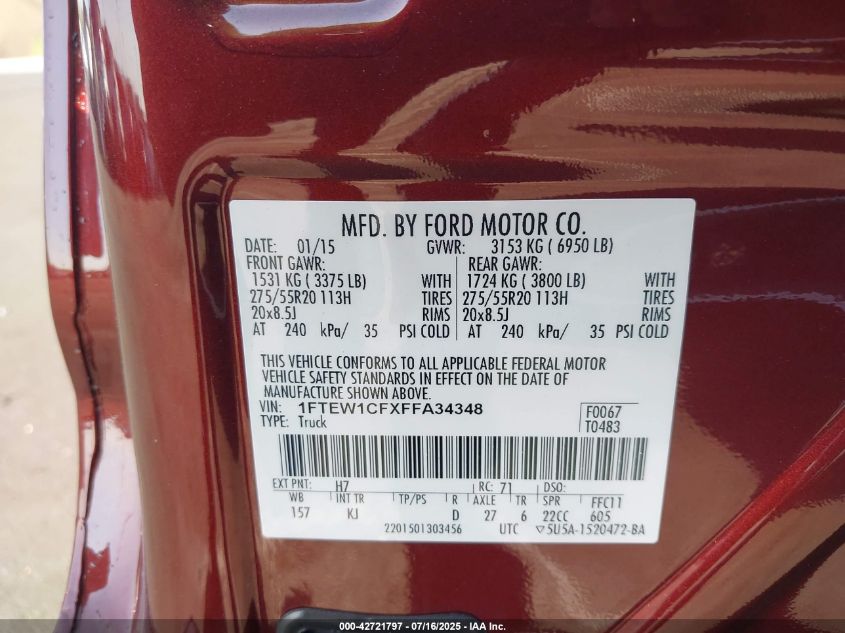 MFD. BY FORD MOTOR CO.
DATE: 01/15 GVWR: 3153 KG ( 6950 LB)
FRONT GAWR: REAR GAWR:
1531 KG ( 3375 LB) WITH 1724 KG ( 3800 LB) WITH
275/55R20 113H TIRES 275/55R20 113H TIRES
20x8.5J RIMS 20x8.5J RIMS
AT 240 kPa/ 35 PSI COLD AT 240 kPa/ 35 PSI COLD
THIS VEHICLE CONFORMS TO ALL APPLICABLE FEDERAL MOTOR
VEHICLE SAFETY STANDARDS IN EFFECT ON THE DATE OF
MANUFACTURE SHOWN ABOVE.
VIN: 1FTEW1CFXFFA34348 F0067
TYPE: Truck T0483
EXT PNT: H7 RC: 71 DSO:
WB INT TR TP/PS R AXLE TR SPR FFC11
157 KJ D 27 6 22CC 605
2201501303456 UTC ▽5U5A-1520472-BA
000-42721797 - 07/16/2025 - IAA Inc.